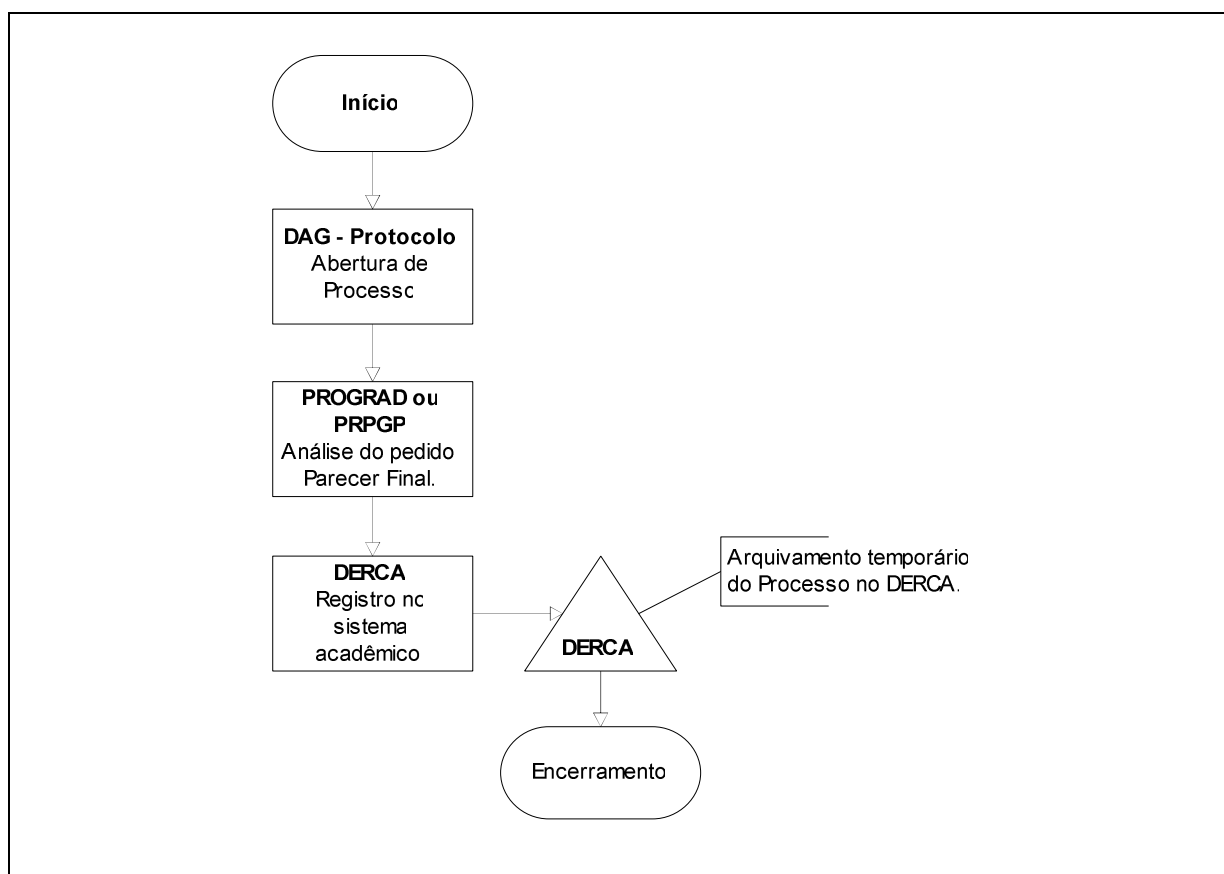 Início
DAG - Protocolo
Abertura de
Processo
PROGRAD ou
PRPGP
Análise do pedido
Parecer Final.
DERCA
Registro no
sistema
acadêmico
DERCA
Arquivamento temporário
do Processo no DERCA.
Encerramento